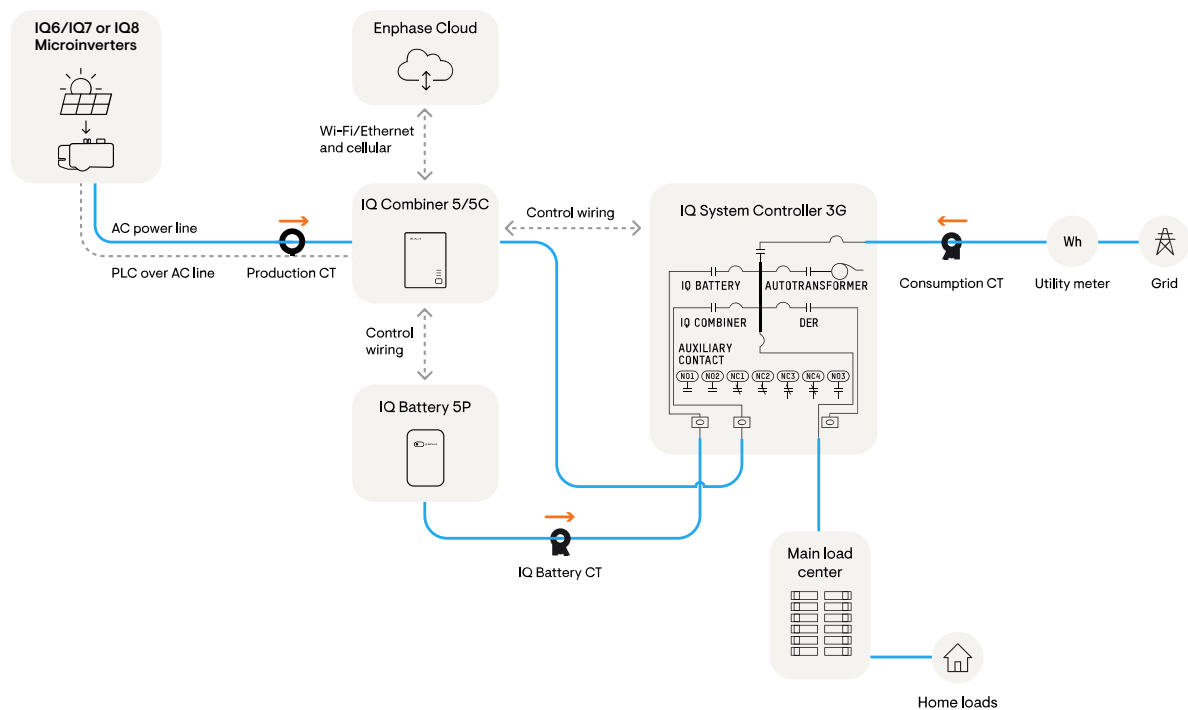 IQ6/IQ7 or IQ8
Microinverters
Enphase Cloud
Wi-Fi/Ethernet
and cellular
IQ Combiner 5/5C
Control wiring
IQ System Controller 3G
AC power line
PLC over AC line
Production CT
Consumption CT
Wh
Utility meter
Grid
IQ BATTERY
AUTOTRANSFORMER
IQ COMBINER
DER
AUXILIARY
CONTACT
NO1 NO2 NC1 NC2 NC3 NC4 NO3
Control
wiring
IQ Battery 5P
IQ Battery CT
Main load
center
Home loads